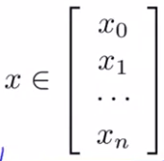 x ∈ [
x₀
x₁
...
xₙ
]